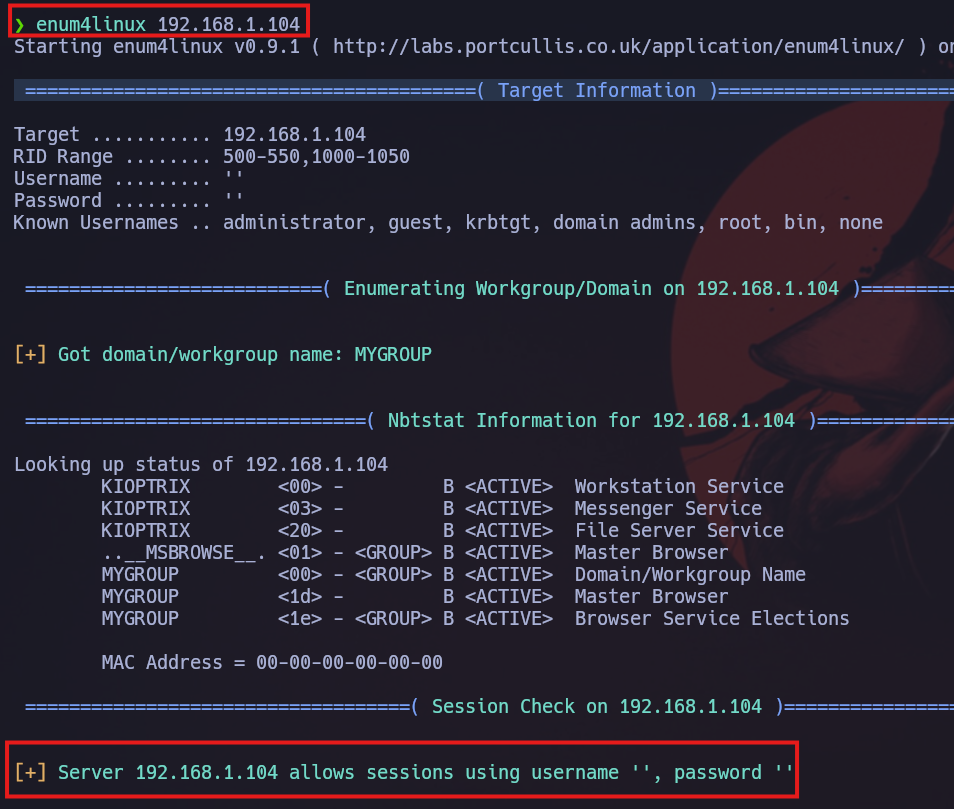 ❯ enum4linux 192.168.1.104
Starting enum4linux v0.9.1 ( http://labs.portcullis.co.uk/application/enum4linux/ ) on
=========================================( Target Information )======================
Target ........... 192.168.1.104
RID Range ........ 500-550,1000-1050
Username ......... ''
Password ......... ''
Known Usernames .. administrator, guest, krbtgt, domain admins, root, bin, none
===========================( Enumerating Workgroup/Domain on 192.168.1.104 )=========
[+] Got domain/workgroup name: MYGROUP
===============================( Nbtstat Information for 192.168.1.104 )=============
Looking up status of 192.168.1.104
KIOPTRIX        <00> -         B <ACTIVE>  Workstation Service
KIOPTRIX        <03> -         B <ACTIVE>  Messenger Service
KIOPTRIX        <20> -         B <ACTIVE>  File Server Service
..__MSBROWSE__. <01> - <GROUP> B <ACTIVE>  Master Browser
MYGROUP         <00> - <GROUP> B <ACTIVE>  Domain/Workgroup Name
MYGROUP         <1d> -         B <ACTIVE>  Master Browser
MYGROUP         <1e> - <GROUP> B <ACTIVE>  Browser Service Elections
MAC Address = 00-00-00-00-00-00
===================================( Session Check on 192.168.1.104 )================
[+] Server 192.168.1.104 allows sessions using username '', password ''